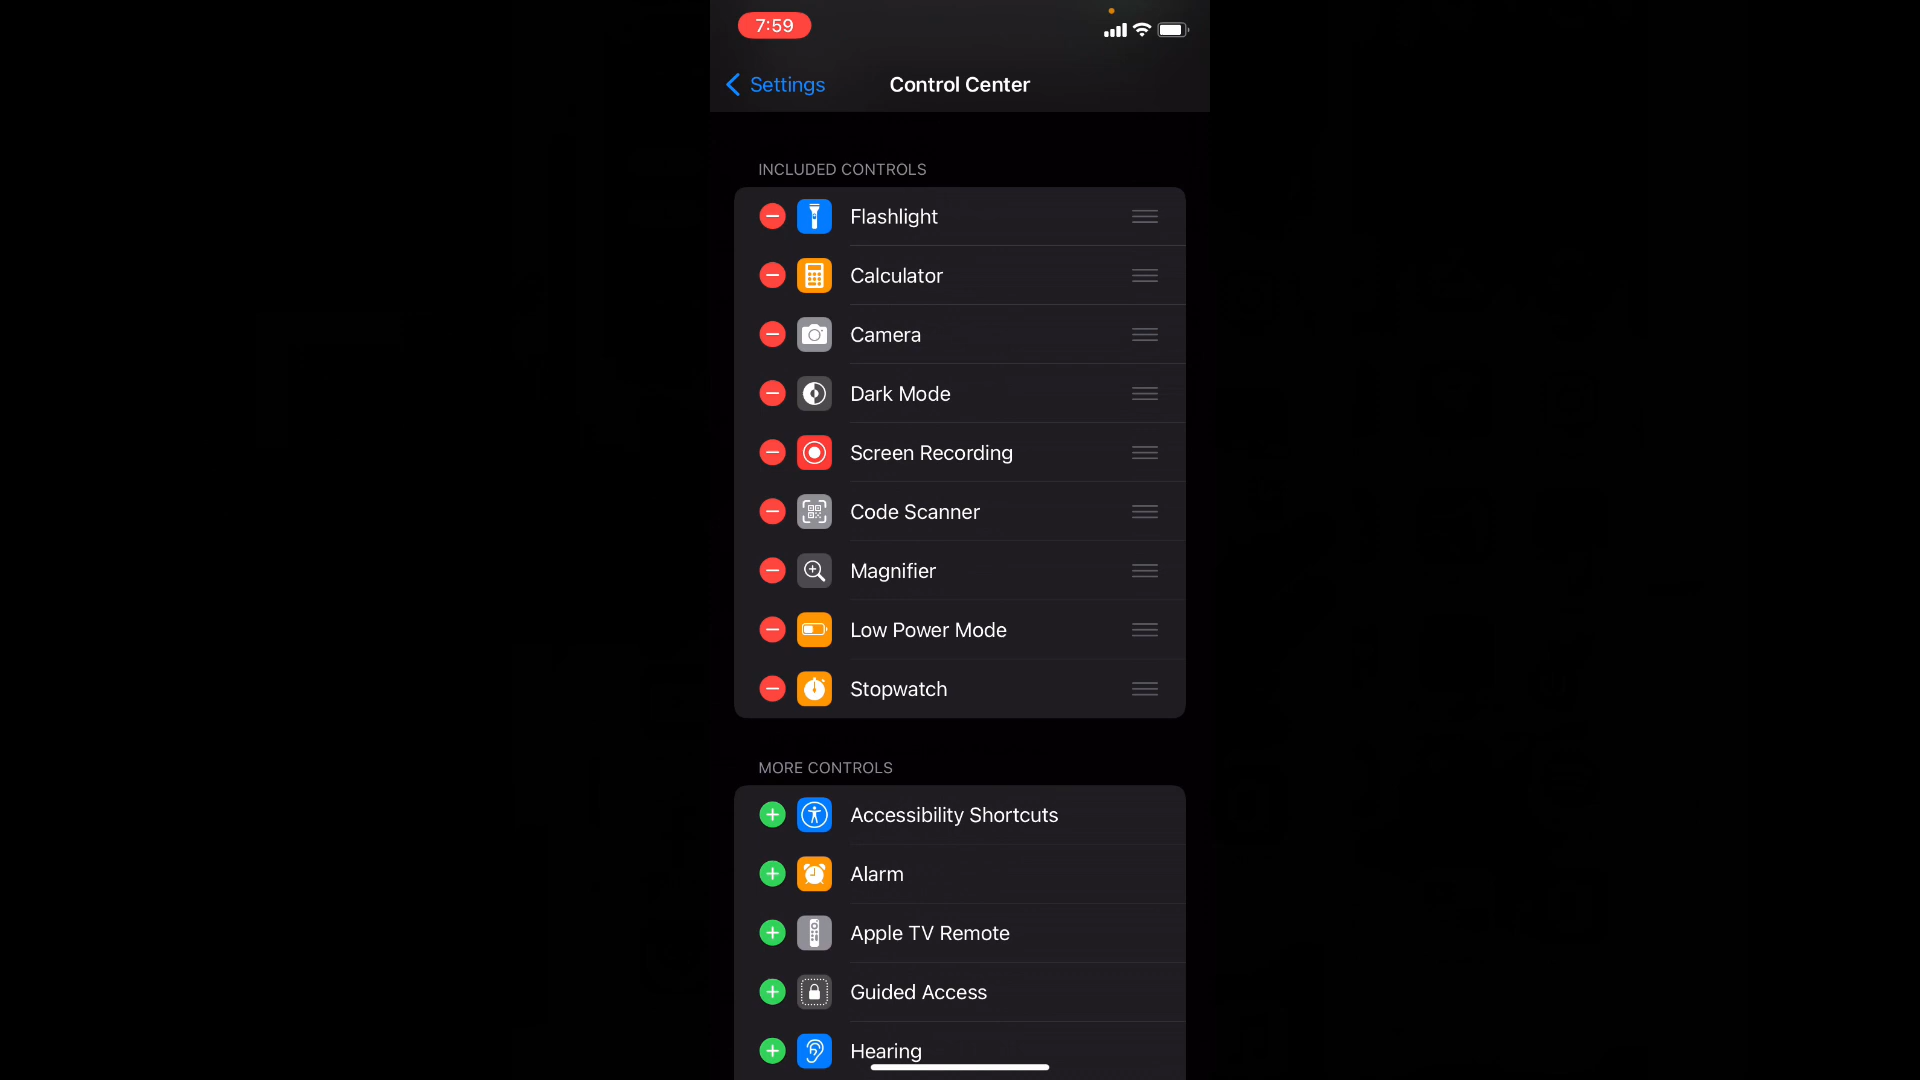 7:59
Settings
Control Center
INCLUDED CONTROLS
Flashlight
Calculator
Camera
Dark Mode
Screen Recording
Code Scanner
Magnifier
Low Power Mode
Stopwatch
MORE CONTROLS
Accessibility Shortcuts
Alarm
Apple TV Remote
Guided Access
Hearing